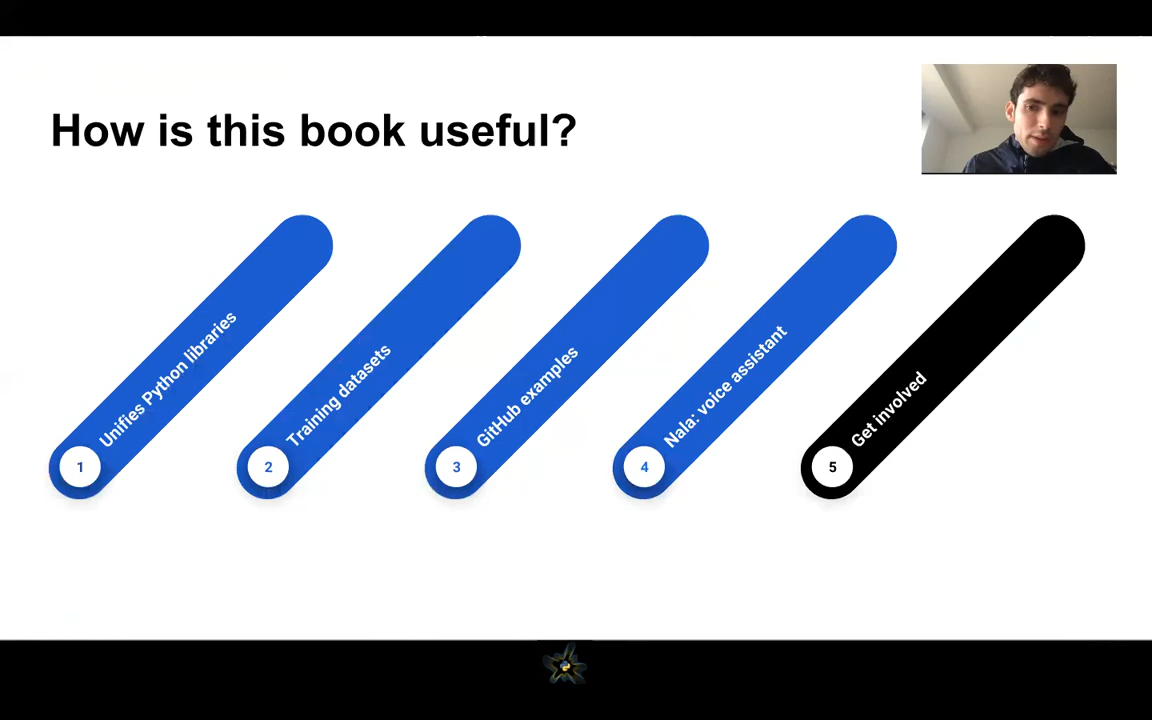 How is this book useful?
Unifies Python libraries
1
Training datasets
2
GitHub examples
3
Nala: voice assistant
4
Get involved
5